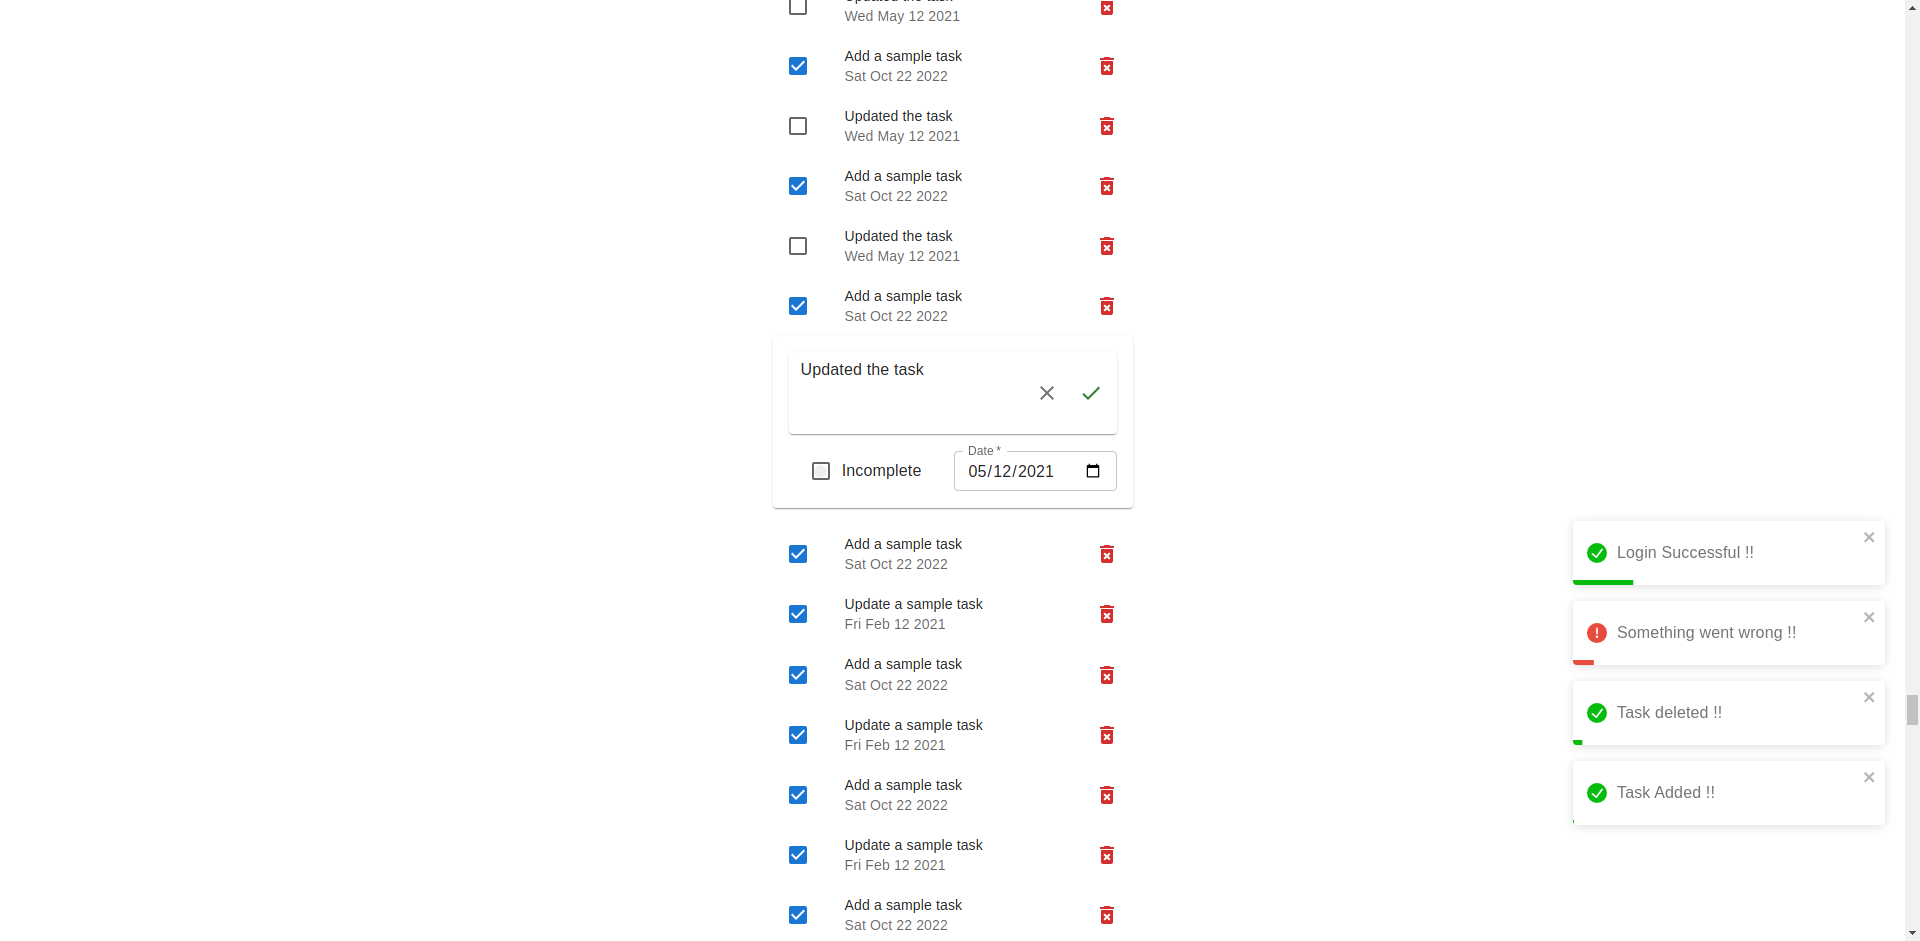 Wed May 12 2021
Add a sample task
Sat Oct 22 2022
Updated the task
Wed May 12 2021
Add a sample task
Sat Oct 22 2022
Updated the task
Wed May 12 2021
Add a sample task
Sat Oct 22 2022
Updated the task
Date *
Incomplete
05/12/2021
Add a sample task
Sat Oct 22 2022
Update a sample task
Fri Feb 12 2021
Add a sample task
Sat Oct 22 2022
Update a sample task
Fri Feb 12 2021
Add a sample task
Sat Oct 22 2022
Update a sample task
Fri Feb 12 2021
Add a sample task
Sat Oct 22 2022
Login Successful !!
Something went wrong !!
Task deleted !!
Task Added !!